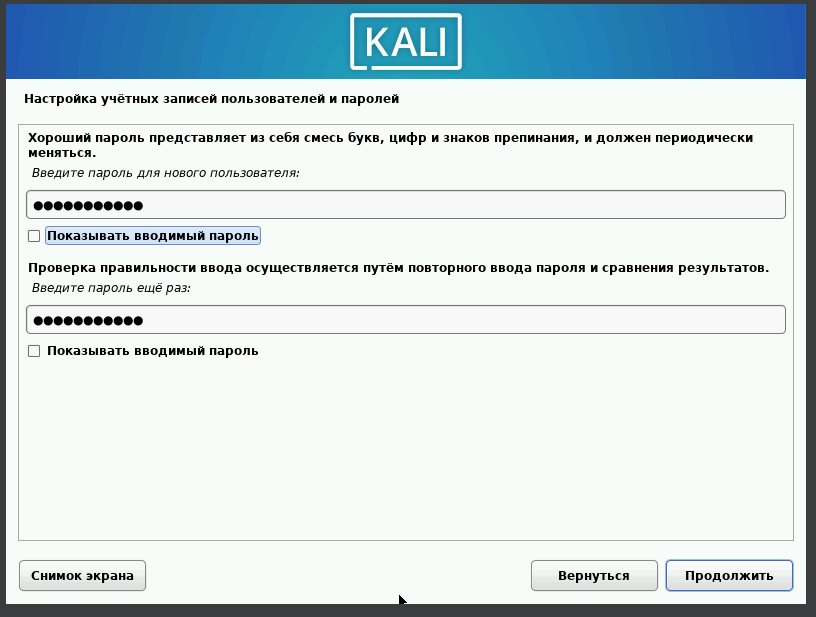 KALI
Настройка учётных записей пользователей и паролей
Хороший пароль представляет из себя смесь букв, цифр и знаков препинания, и должен периодически
меняться.
Введите пароль для нового пользователя:
●●●●●●●●●●●
Показывать вводимый пароль
Проверка правильности ввода осуществляется путём повторного ввода пароля и сравнения результатов.
Введите пароль ещё раз:
●●●●●●●●●●●
Показывать вводимый пароль
Снимок экрана
Вернуться
Продолжить